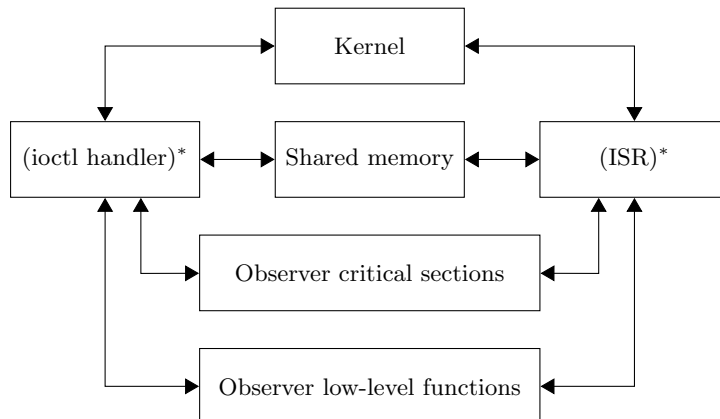 Kernel
(ioctl handler)*
Shared memory
(ISR)*
Observer critical sections
Observer low-level functions